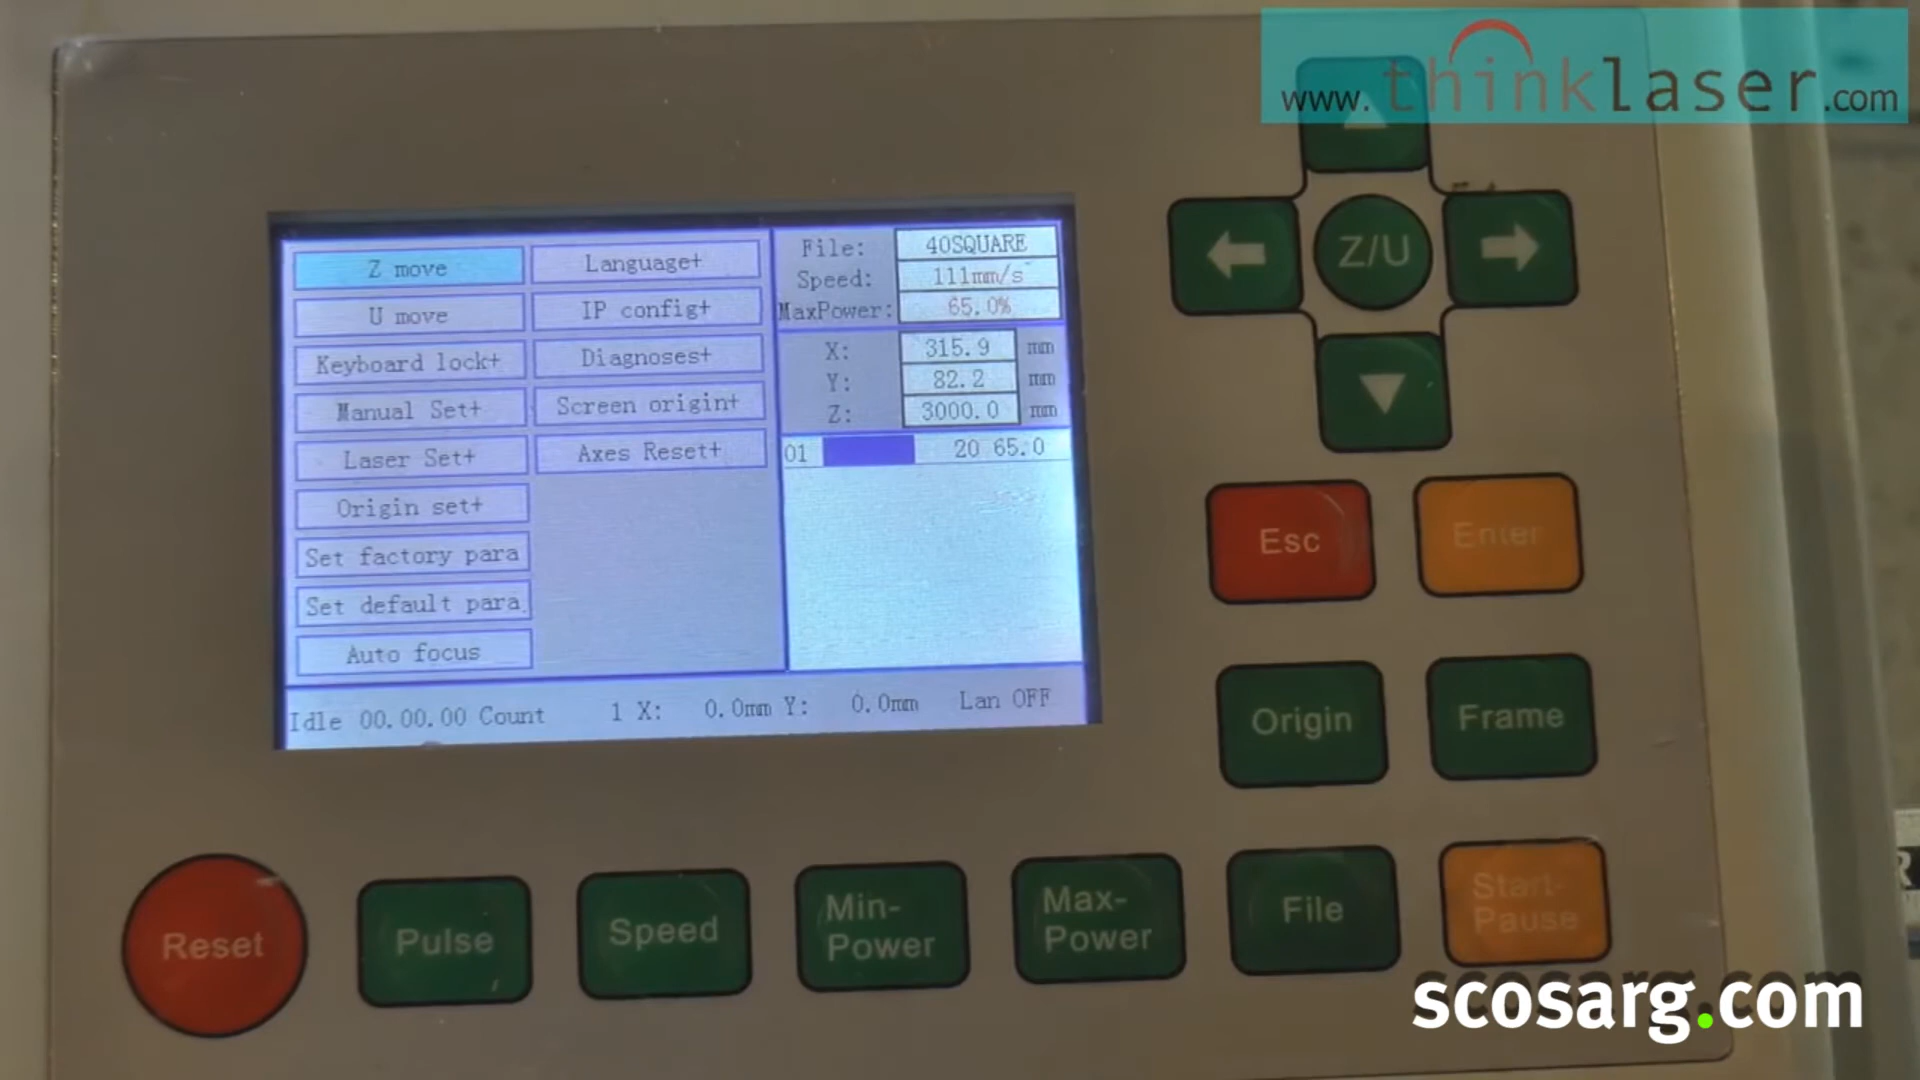 www.thinklaser.com
Z move
U move
Keyboard lock+
Manual Set+
Laser Set+
Origin set+
Set factory para
Set default para
Auto focus
Language+
IP config+
Diagnoses+
Screen origin+
Axes Reset+
File: 40SQUARE
Speed: 111mm/s
MaxPower: 65.0%
X: 315.9 mm
Y: 82.2 mm
Z: 3000.0 mm
01 20 65.0
Idle 00.00.00 Count 1 X: 0.0mm Y: 0.0mm Lan OFF
Z/U
Esc
Enter
Origin
Frame
Reset
Pulse
Speed
Min-
Power
Max-
Power
File
Start-
Pause
scosarg.com